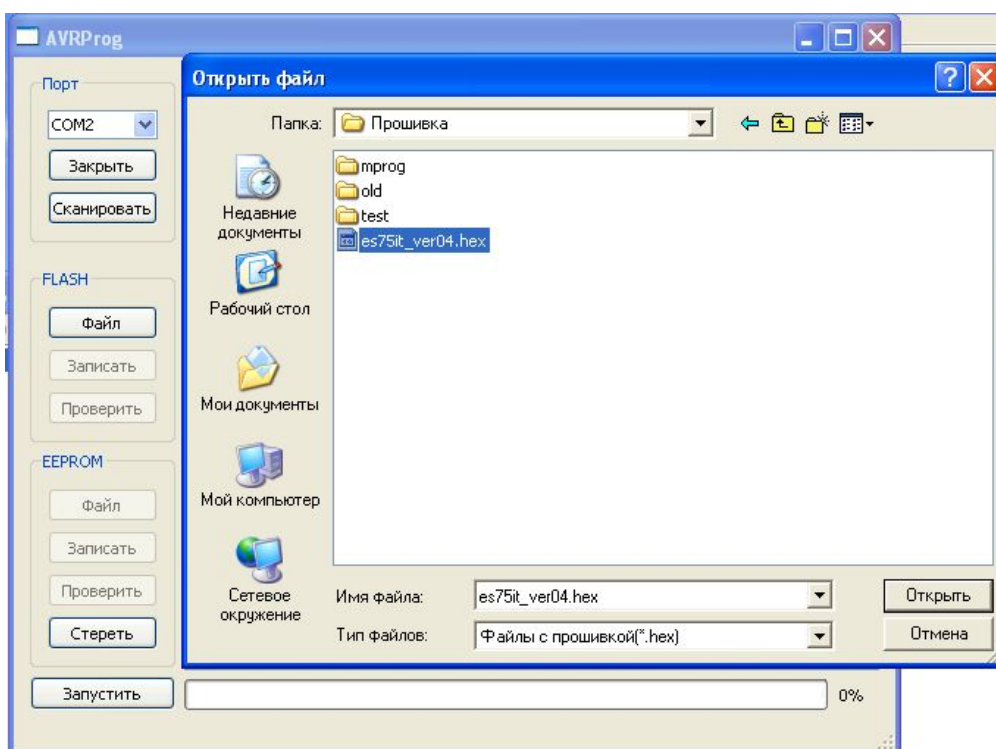 AVRProg
Порт
COM2
Закрыть
Сканировать
FLASH
Файл
Записать
Проверить
EEPROM
Файл
Записать
Проверить
Стереть
Запустить
0%
Открыть файл
Папка:
Прошивка
Недавние
документы
Рабочий стол
Мои документы
Мой компьютер
Сетевое
окружение
mprog
old
test
es75it_ver04.hex
Имя файла:
es75it_ver04.hex
Открыть
Тип файлов:
Файлы с прошивкой(*.hex)
Отмена